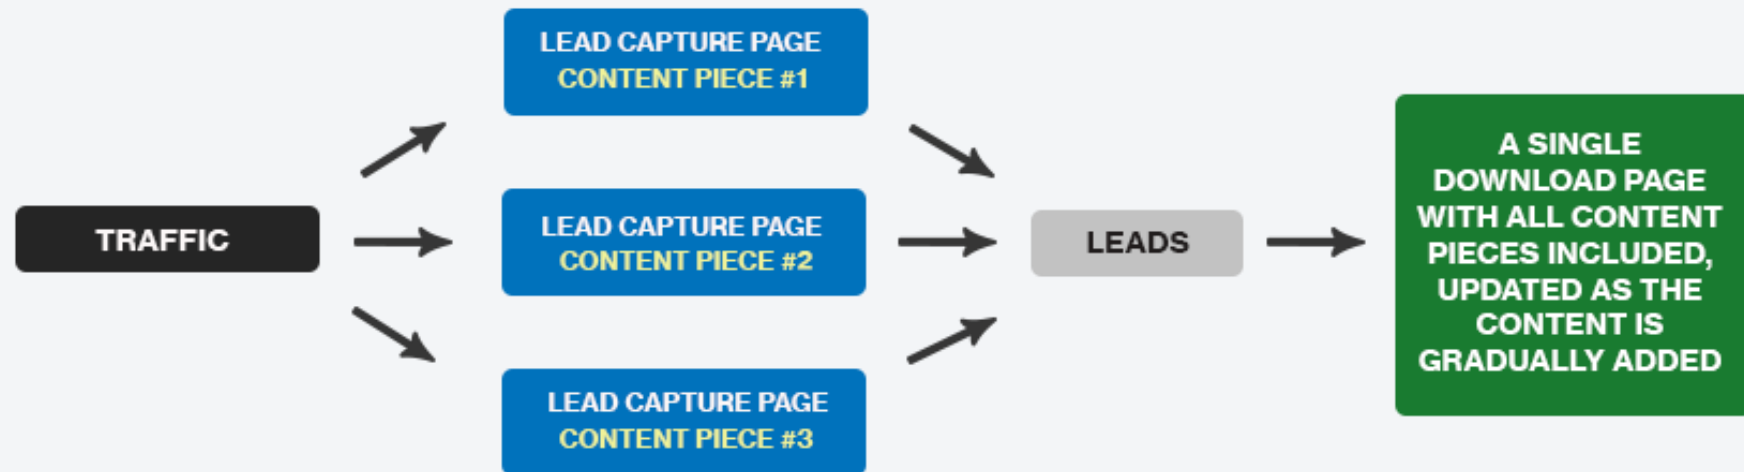 LEAD CAPTURE PAGE
CONTENT PIECE #1
TRAFFIC
LEAD CAPTURE PAGE
CONTENT PIECE #2
LEAD CAPTURE PAGE
CONTENT PIECE #3
LEADS
A SINGLE
DOWNLOAD PAGE
WITH ALL CONTENT
PIECES INCLUDED,
UPDATED AS THE
CONTENT IS
GRADUALLY ADDED